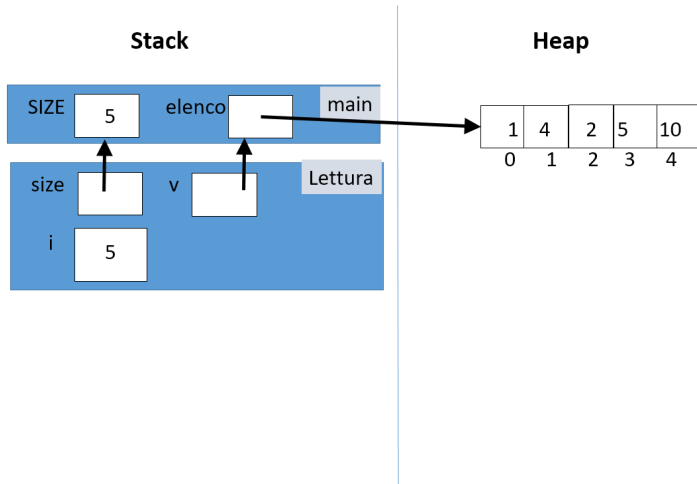 Stack Heap
SIZE 5 elenco main
1 4 2 5 10
0 1 2 3 4
size v Lettura
i 5